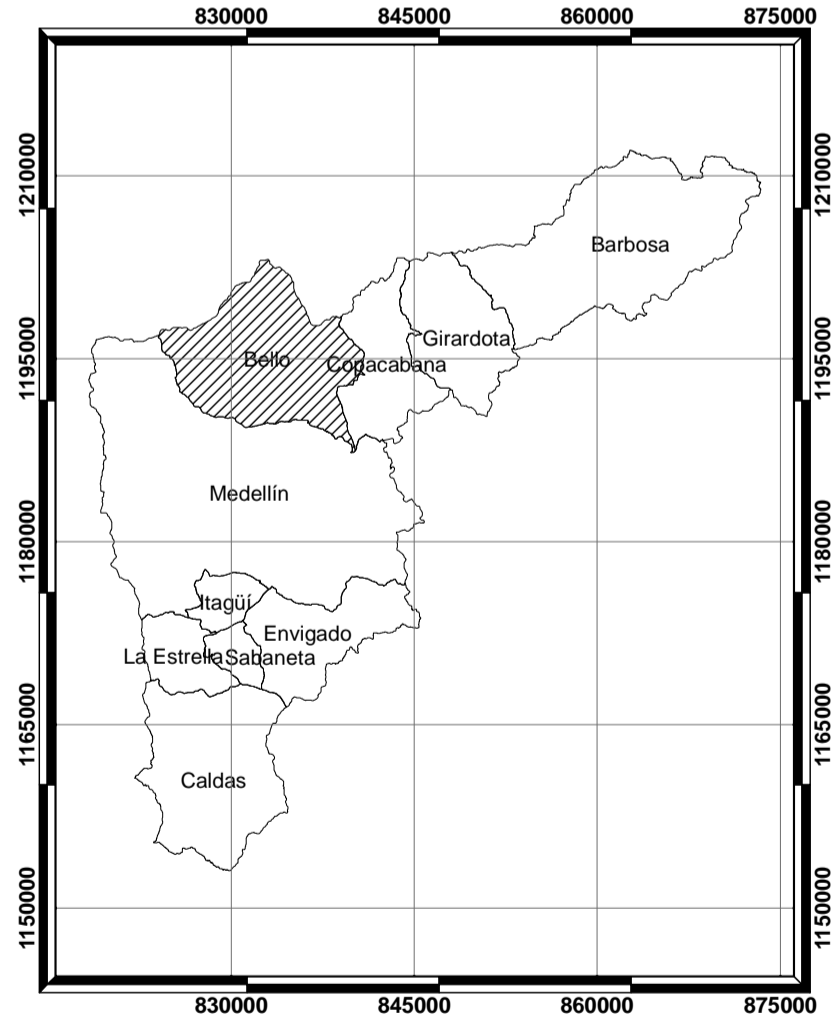 830000 845000 860000 875000
1210000
1210000
Barbosa
Girardota
1195000
Bello
Copacabana
1195000
Medellín
1180000
1180000
Itagüí
Envigado
La Estrella
Sabaneta
1165000
1165000
Caldas
1150000
1150000
830000 845000 860000 875000